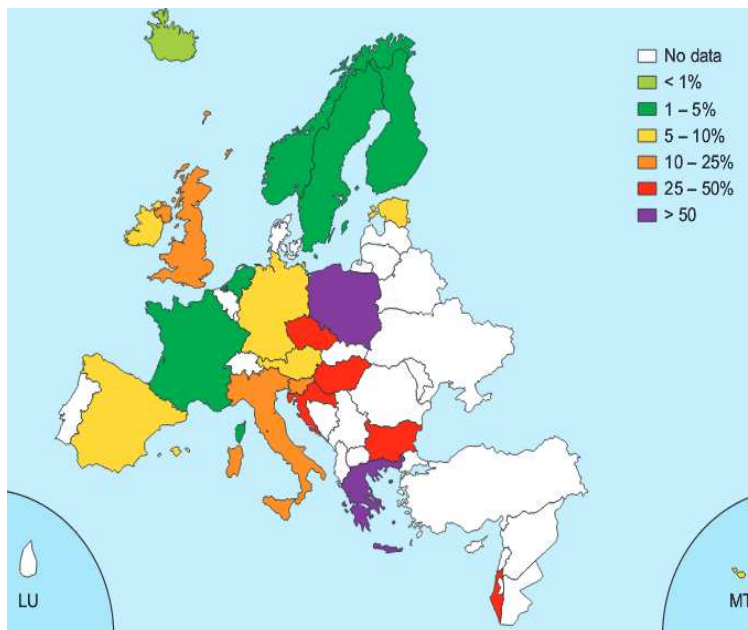 No data
< 1%
1 – 5%
5 – 10%
10 – 25%
25 – 50%
> 50
LU
MT